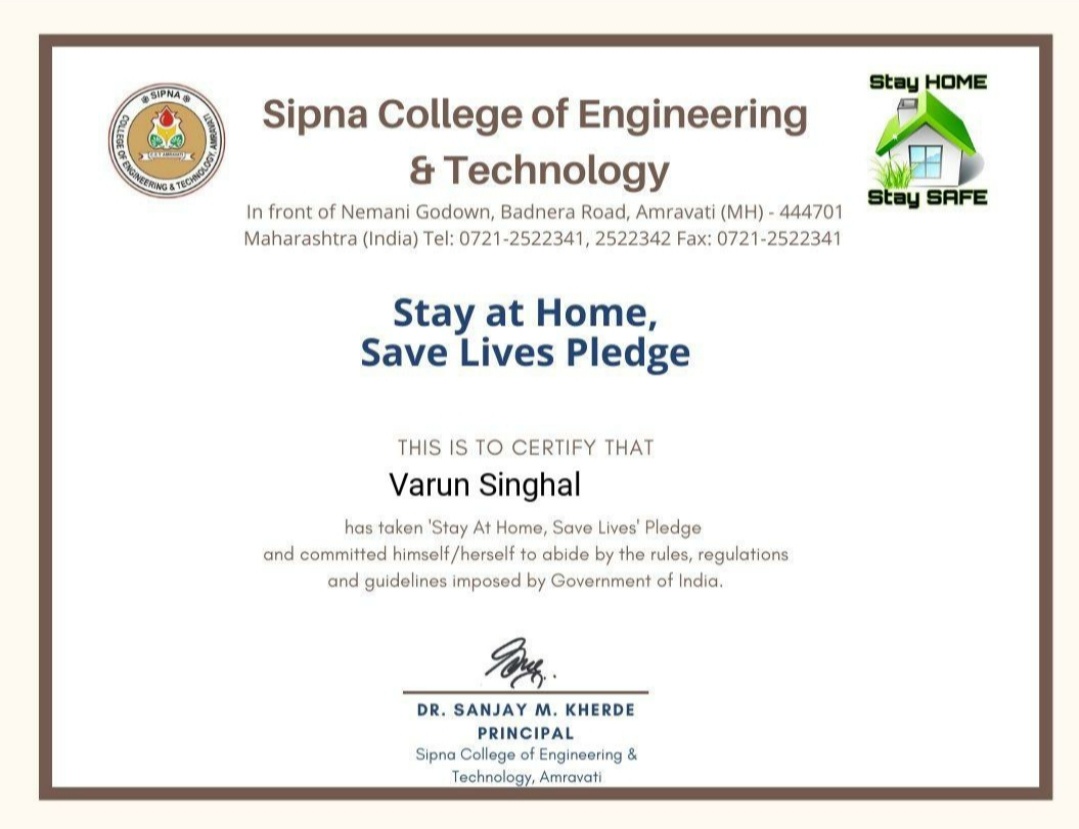 SIPNA
COLLEGE OF ENGINEERING & TECHNOLOGY, AMRAVATI
Sipna College of Engineering
& Technology
Stay HOME
Stay SAFE
In front of Nemani Godown, Badnera Road, Amravati (MH) - 444701
Maharashtra (India) Tel: 0721-2522341, 2522342 Fax: 0721-2522341
Stay at Home,
Save Lives Pledge
THIS IS TO CERTIFY THAT
Varun Singhal
has taken 'Stay At Home, Save Lives' Pledge
and committed himself/herself to abide by the rules, regulations
and guidelines imposed by Government of India.
DR. SANJAY M. KHERDE
PRINCIPAL
Sipna College of Engineering &
Technology, Amravati